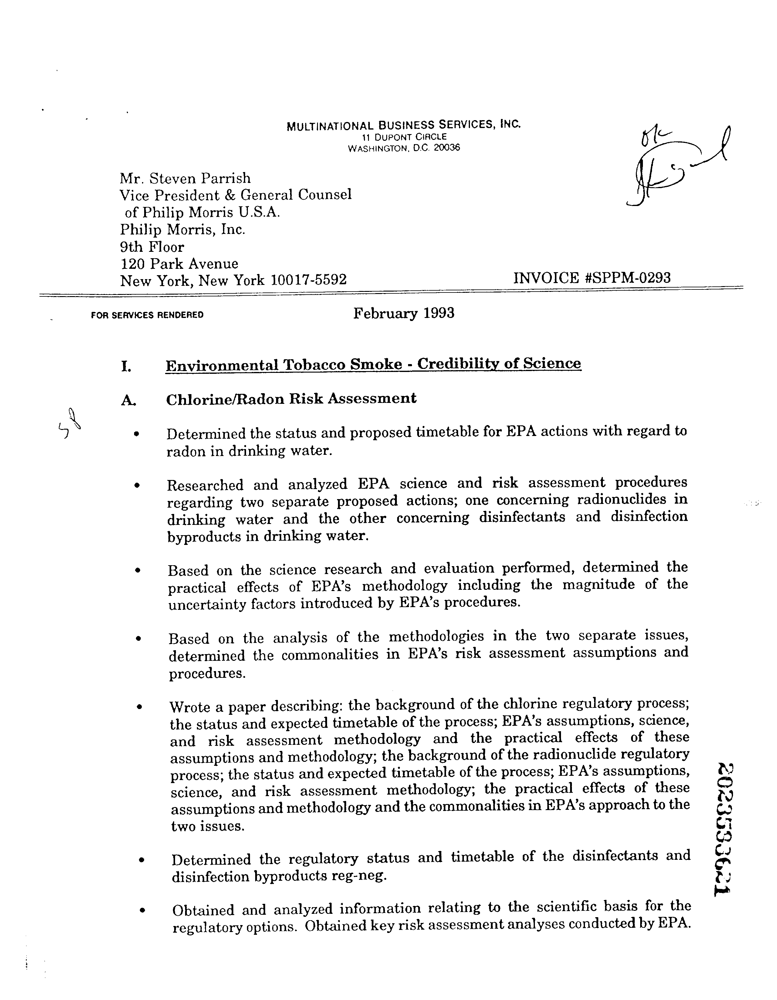 MULTINATIONAL BUSINESS SERVICES, INC.
11 DUPONT CIRCLE
WASHINGTON, D.C. 20036
ok
Mr. Steven Parrish
Vice President & General Counsel
of Philip Morris U.S.A.
Philip Morris, Inc.
9th Floor
120 Park Avenue
New York, New York 10017-5592
INVOICE #SPPM-0293
FOR SERVICES RENDERED
February 1993
I. Environmental Tobacco Smoke - Credibility of Science
A. Chlorine/Radon Risk Assessment
• Determined the status and proposed timetable for EPA actions with regard to
radon in drinking water.
• Researched and analyzed EPA science and risk assessment procedures
regarding two separate proposed actions; one concerning radionuclides in
drinking water and the other concerning disinfectants and disinfection
byproducts in drinking water.
• Based on the science research and evaluation performed, determined the
practical effects of EPA's methodology including the magnitude of the
uncertainty factors introduced by EPA's procedures.
• Based on the analysis of the methodologies in the two separate issues,
determined the commonalities in EPA's risk assessment assumptions and
procedures.
• Wrote a paper describing: the background of the chlorine regulatory process;
the status and expected timetable of the process; EPA's assumptions, science,
and risk assessment methodology and the practical effects of these
assumptions and methodology; the background of the radionuclide regulatory
process; the status and expected timetable of the process; EPA's assumptions,
science, and risk assessment methodology; the practical effects of these
assumptions and methodology and the commonalities in EPA's approach to the
two issues.
• Determined the regulatory status and timetable of the disinfectants and
disinfection byproducts reg-neg.
• Obtained and analyzed information relating to the scientific basis for the
regulatory options. Obtained key risk assessment analyses conducted by EPA.
2023593621